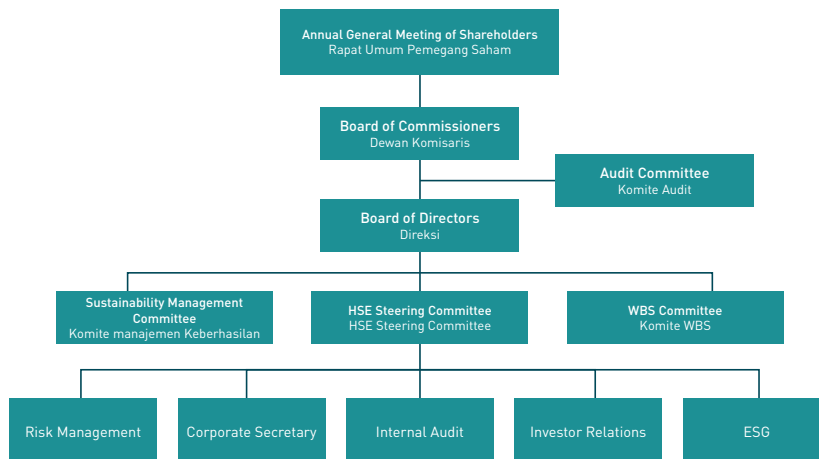 Annual General Meeting of Shareholders
Rapat Umum Pemegang Saham
Board of Commissioners
Dewan Komisaris
Audit Committee
Komite Audit
Board of Directors
Direksi
Sustainability Management
Committee
Komite manajemen Keberhasilan
HSE Steering Committee
HSE Steering Committee
WBS Committee
Komite WBS
Risk Management
Corporate Secretary
Internal Audit
Investor Relations
ESG